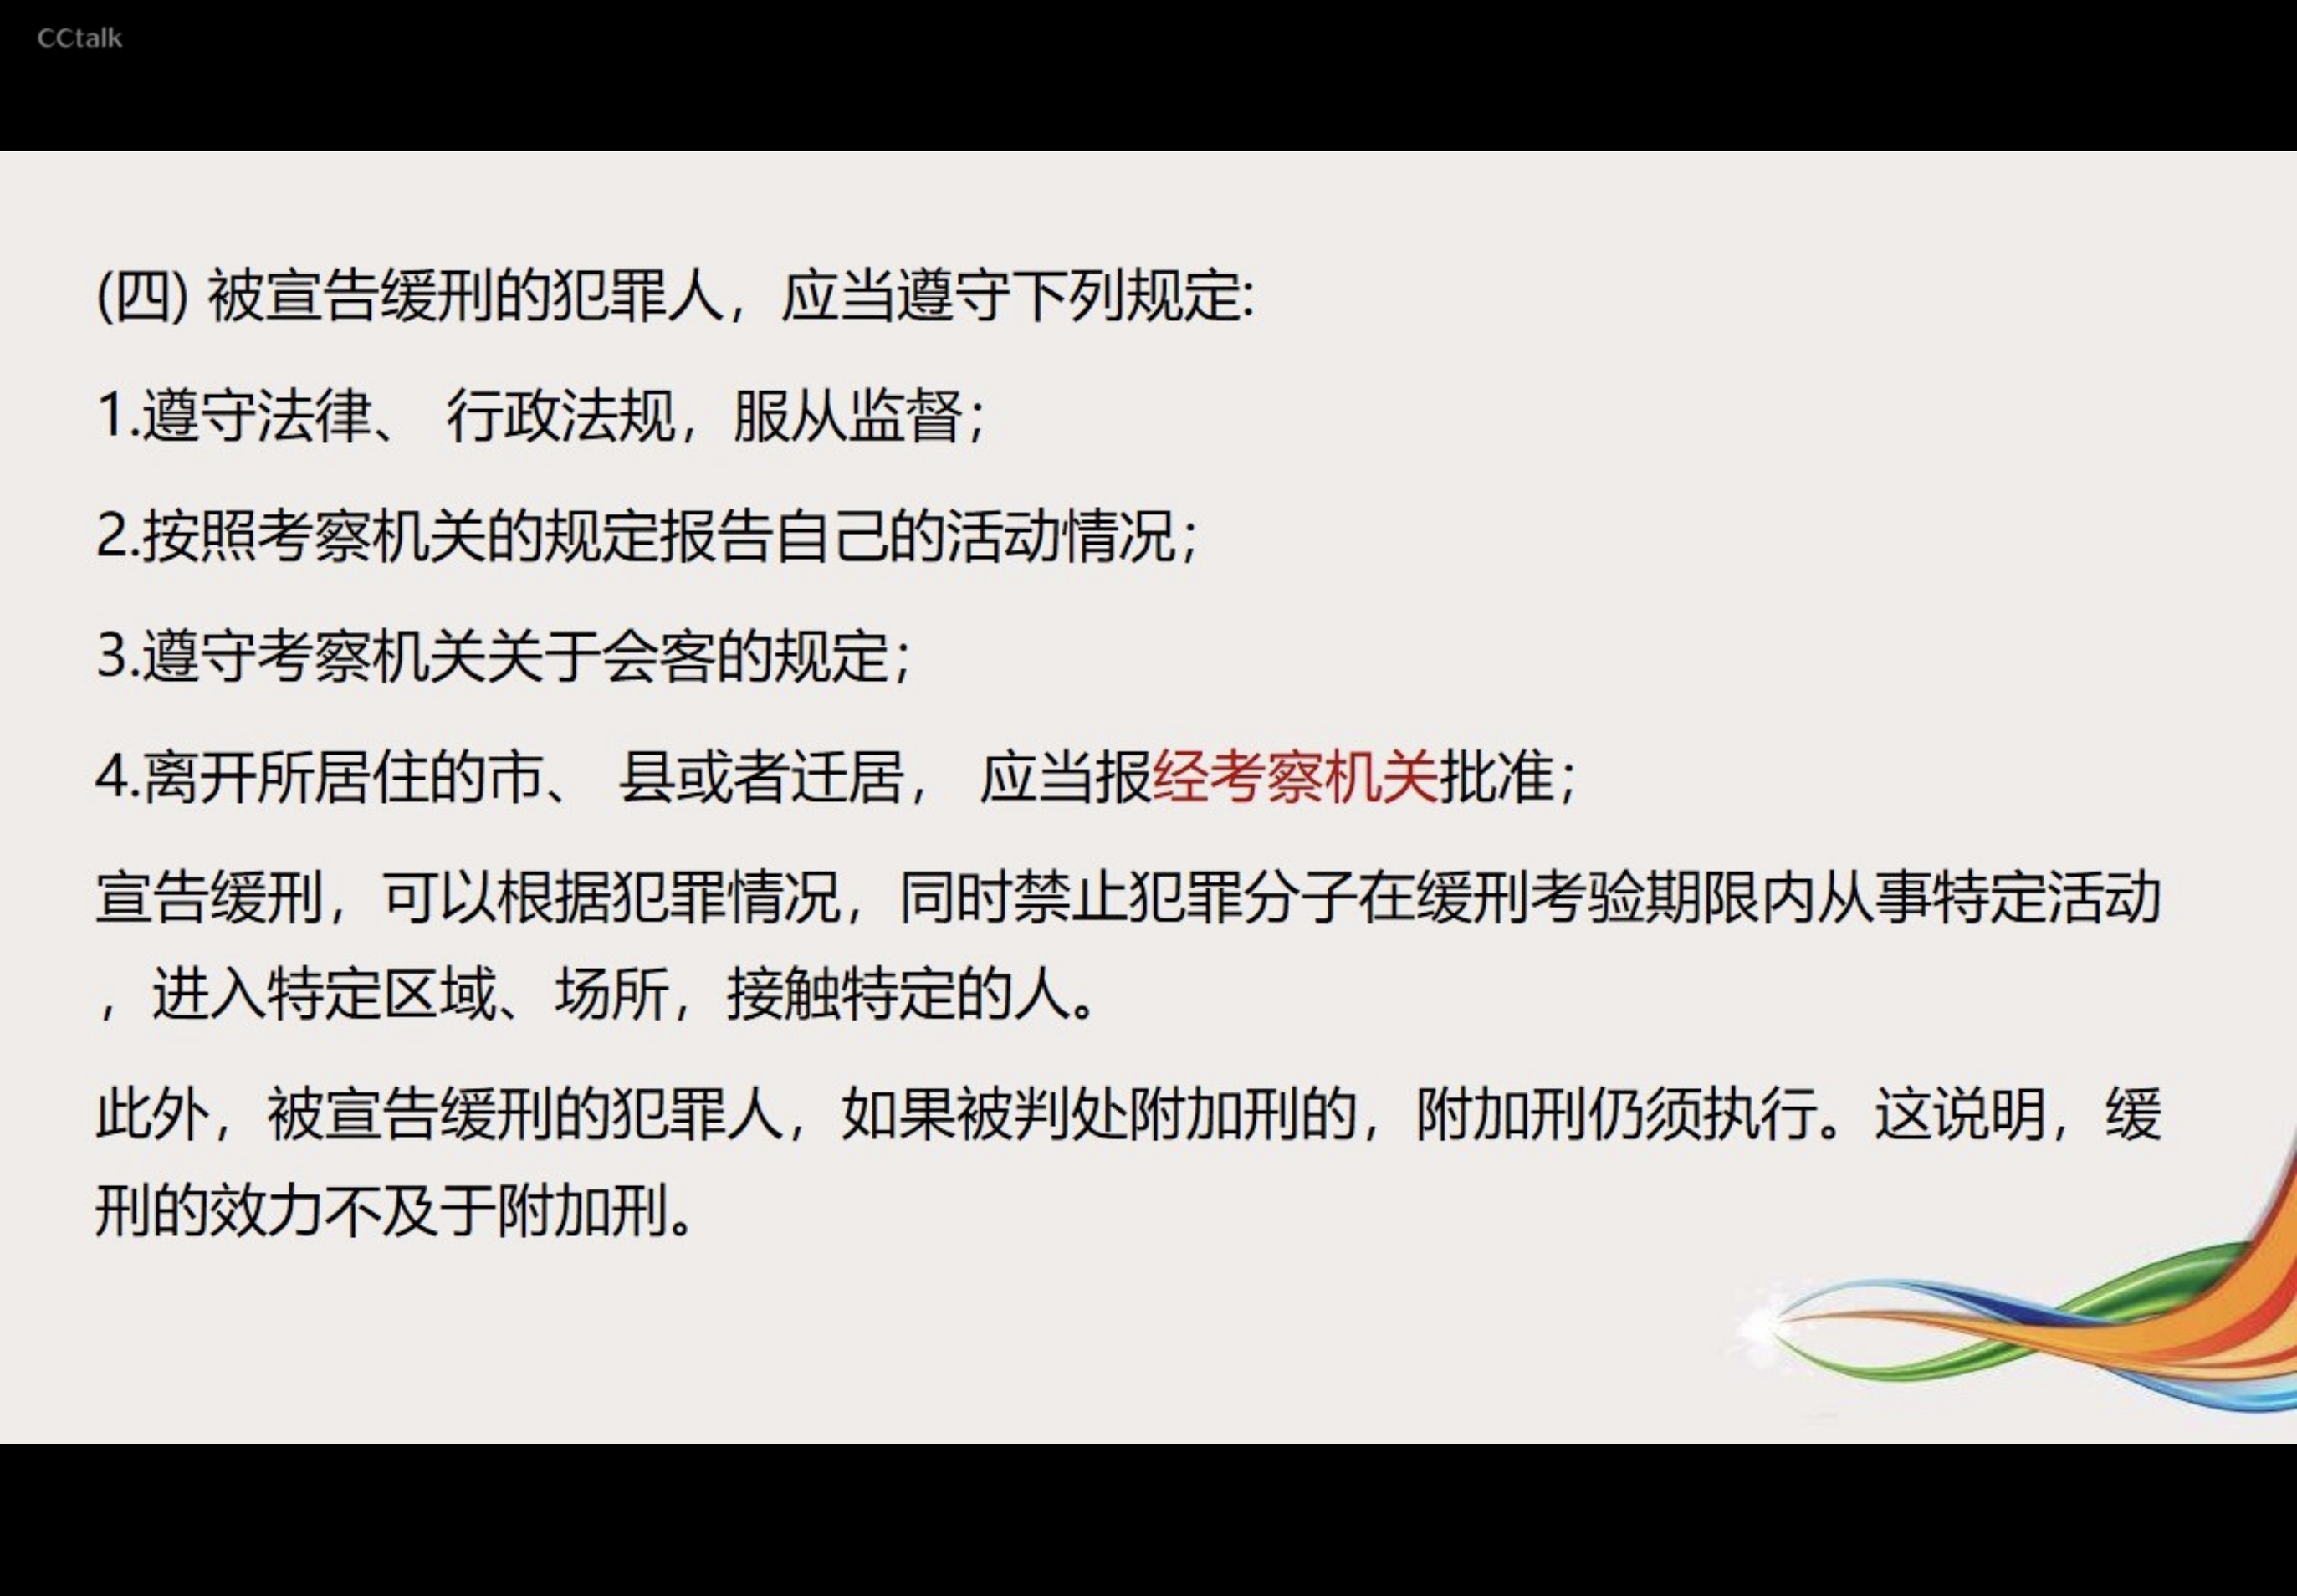 CCtalk
(四) 被宣告缓刑的犯罪人，应当遵守下列规定:
1.遵守法律、 行政法规，服从监督；
2.按照考察机关的规定报告自己的活动情况；
3.遵守考察机关关于会客的规定；
4.离开所居住的市、 县或者迁居， 应当报经考察机关批准；
宣告缓刑，可以根据犯罪情况，同时禁止犯罪分子在缓刑考验期限内从事特定活动
，进入特定区域、场所，接触特定的人。
此外，被宣告缓刑的犯罪人，如果被判处附加刑的，附加刑仍须执行。这说明，缓
刑的效力不及于附加刑。